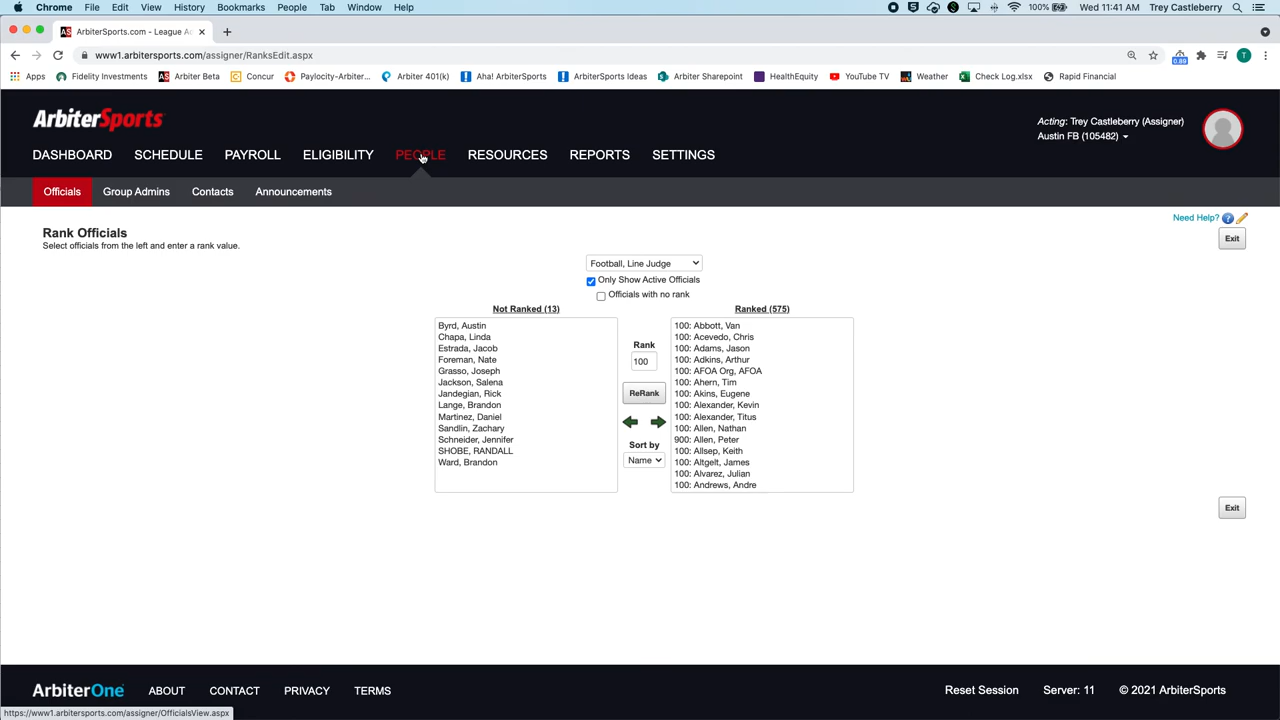 Chrome File Edit View History Bookmarks People Tab Window Help 100% Wed 11:41 AM Trey Castleberry
ArbiterSports.com - League Ac
www1.arbitersports.com/assigner/RanksEdit.aspx
Apps Fidelity Investments Arbiter Beta Concur Paylocity-Arbiter... Arbiter 401(k) Aha! ArbiterSports ArbiterSports Ideas Arbiter Sharepoint HealthEquity YouTube TV Weather Check Log.xlsx Rapid Financial
0.89
ArbiterSports
Acting: Trey Castleberry (Assigner)
Austin FB (105482)
DASHBOARD SCHEDULE PAYROLL ELIGIBILITY PEOPLE RESOURCES REPORTS SETTINGS
Officials Group Admins Contacts Announcements
Need Help?
Rank Officials
Select officials from the left and enter a rank value.
Exit
Football, Line Judge
Only Show Active Officials
Officials with no rank
Not Ranked (13)
Byrd, Austin
Chapa, Linda
Estrada, Jacob
Foreman, Nate
Grasso, Joseph
Jackson, Salena
Jandegian, Rick
Lange, Brandon
Martinez, Daniel
Sandlin, Zachary
Schneider, Jennifer
SHOBE, RANDALL
Ward, Brandon
Rank
100
ReRank
Sort by
Name
Ranked (575)
100: Abbott, Van
100: Acevedo, Chris
100: Adams, Jason
100: Adkins, Arthur
100: AFOA Org, AFOA
100: Ahern, Tim
100: Akins, Eugene
100: Alexander, Kevin
100: Alexander, Titus
100: Allen, Nathan
900: Allen, Peter
100: Allsep, Keith
100: Altgelt, James
100: Alvarez, Julian
100: Andrews, Andre
Exit
ArbiterOne ABOUT CONTACT PRIVACY TERMS Reset Session Server: 11 © 2021 ArbiterSports
https://www1.arbitersports.com/assigner/OfficialsView.aspx